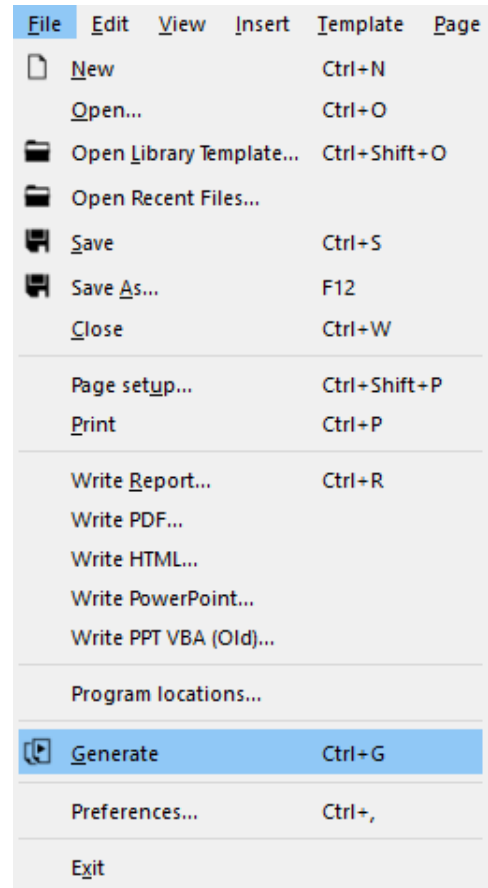 File Edit View Insert Template Page
New Ctrl+N
Open... Ctrl+O
Open Library Template... Ctrl+Shift+O
Open Recent Files...
Save Ctrl+S
Save As... F12
Close Ctrl+W
Page setup... Ctrl+Shift+P
Print Ctrl+P
Write Report... Ctrl+R
Write PDF...
Write HTML...
Write PowerPoint...
Write PPT VBA (Old)...
Program locations...
Generate Ctrl+G
Preferences... Ctrl+,
Exit